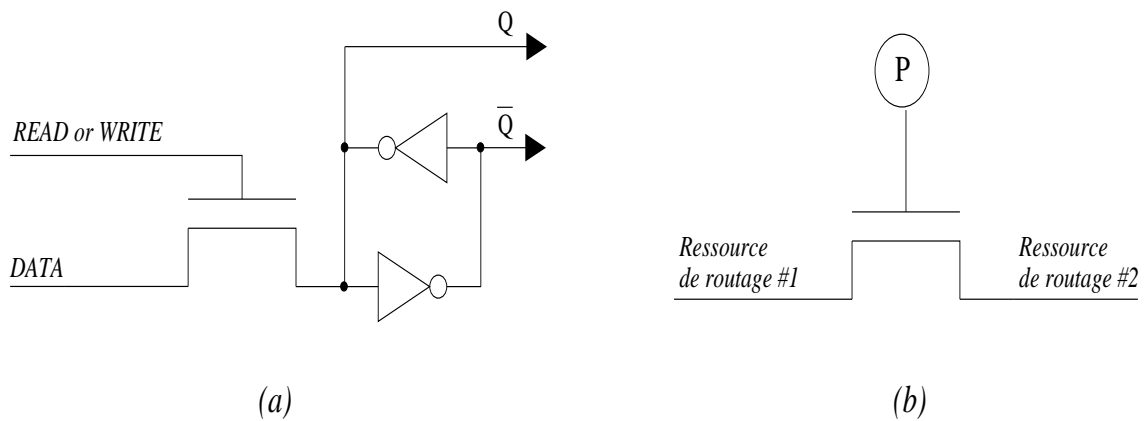 Q
Q̅
READ or WRITE
DATA
(a)
P
Ressource
de routage #1
Ressource
de routage #2
(b)